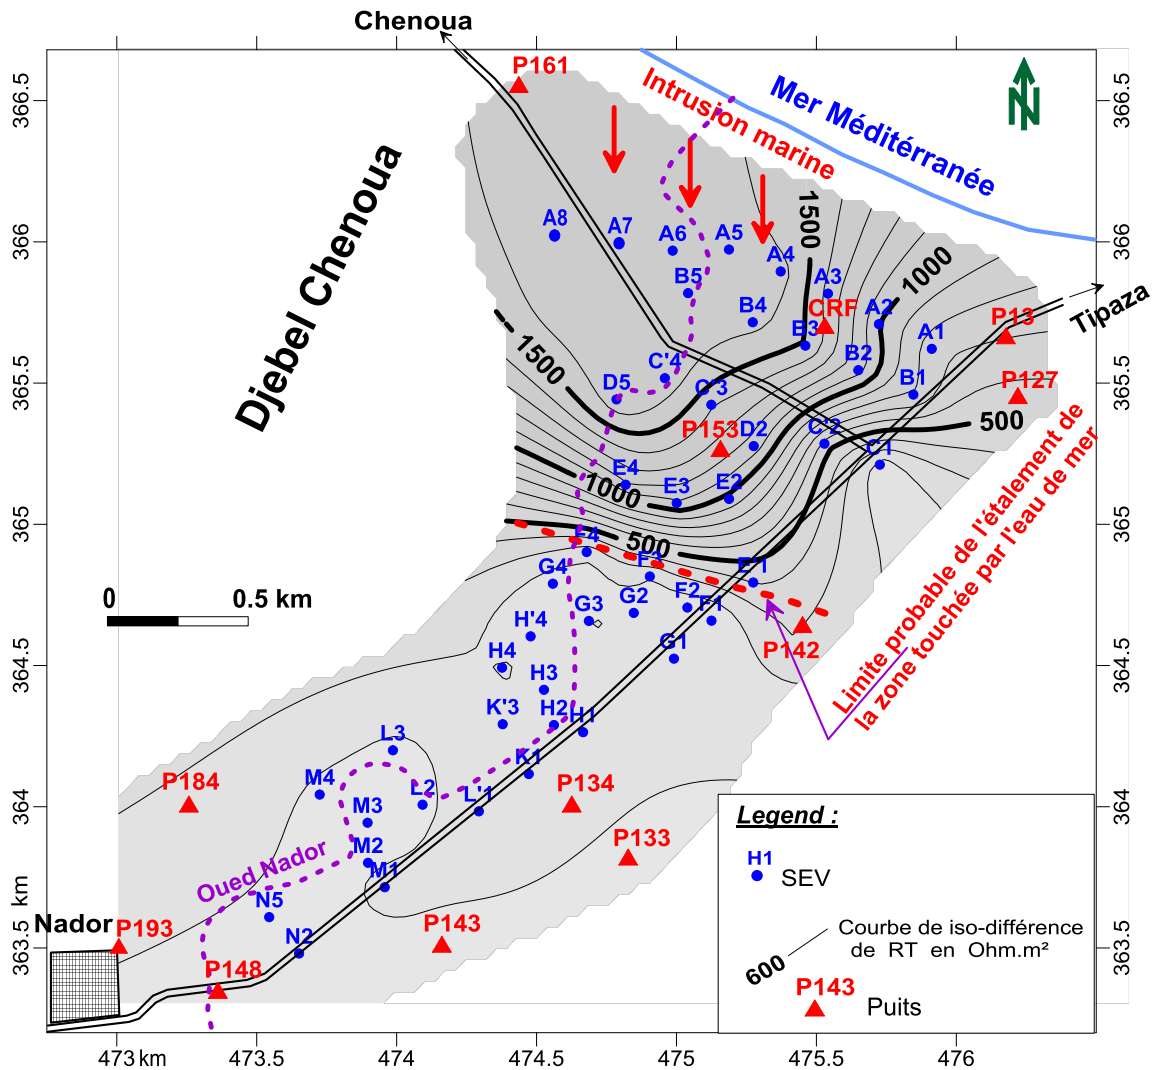 Chenoua
P161
Intrusion marine
Mer Méditérranée
N
Djebel Chenoua
A8
A7
A6
A5
A4
1500
A3
1000
A2
A1
P13
Tipaza
B5
B4
CRF
B3
B2
B1
P127
1500
C'4
D5
C'3
P153
D2
C'2
C1
500
E4
1000
E3
E2
500
F4
F3
E'1
G4
G3
G2
F2
F1
P142
H'4
H4
G1
H3
K'3
H2
H1
Limite probable de l'étalement de
la zone touchée par l'eau de mer
0
0.5 km
L3
K1
P184
M4
L2
L'1
P134
M3
M2
M1
P133
Oued Nador
N5
N2
P143
Nador
P193
P148
Legend :
H1
SEV
600
Courbe de iso-différence
de RT en Ohm.m²
P143
Puits
366.5
366
365.5
365
364.5
364
363.5 km
366.5
366
365.5
365
364.5
364
363.5
473 km
473.5
474
474.5
475
475.5
476